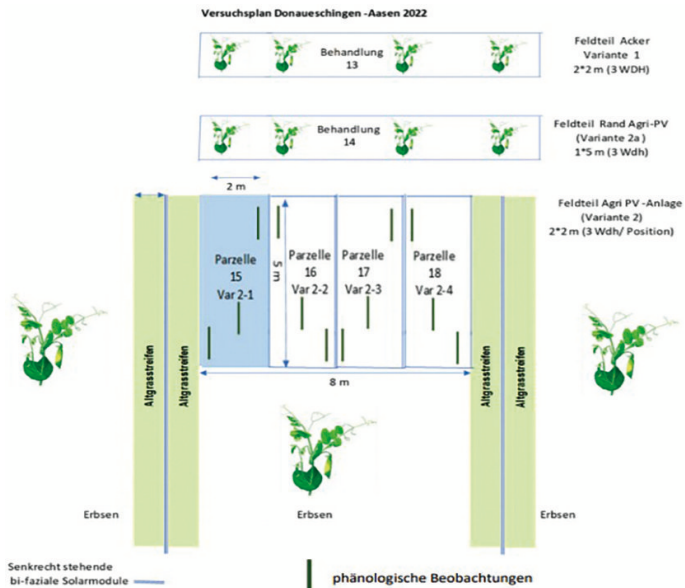 Versuchsplan Donaueschingen -Aasen 2022
Behandlung
13
Feldteil Acker
Variante 1
2*2 m (3 WDH)
Behandlung
14
Feldteil Rand Agri-PV
(Variante 2a)
1*5 m (3 Wdh)
2 m
Feldteil Agri PV -Anlage
(Variante 2)
2*2m (3 Wdh/ Position)
5 m
Parzelle
15
Var 2-1
Parzelle
16
Var 2-2
Parzelle
17
Var 2-3
Parzelle
18
Var 2-4
Altgrasstreifen
Altgrasstreifen
Altgrasstreifen
Altgrasstreifen
8 m
Erbsen
Erbsen
Erbsen
Senkrecht stehende
bi-faziale Solarmodule
phänologische Beobachtungen